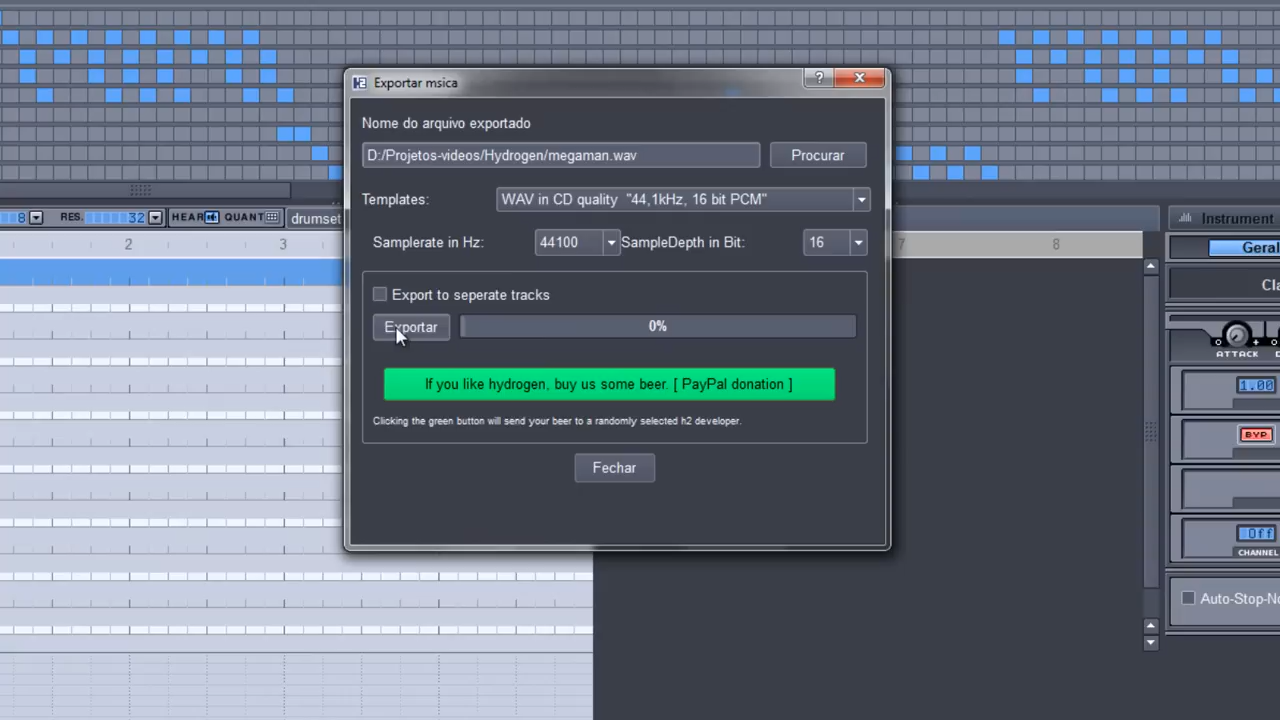 Exportar msica
Nome do arquivo exportado
D:/Projetos-videos/Hydrogen/megaman.wav
Procurar
Templates:
WAV in CD quality "44,1kHz, 16 bit PCM"
8
RES.
32
HEAR
QUANT
drumset
Samplerate in Hz:
44100
SampleDepth in Bit:
16
2
3
7
8
Export to seperate tracks
Exportar
0%
If you like hydrogen, buy us some beer. [ PayPal donation ]
Clicking the green button will send your beer to a randomly selected h2 developer.
Fechar
Instrument
Geral
Cla
ATTACK
D
1.00
BYP
Off
CHANNEL
Auto-Stop-No